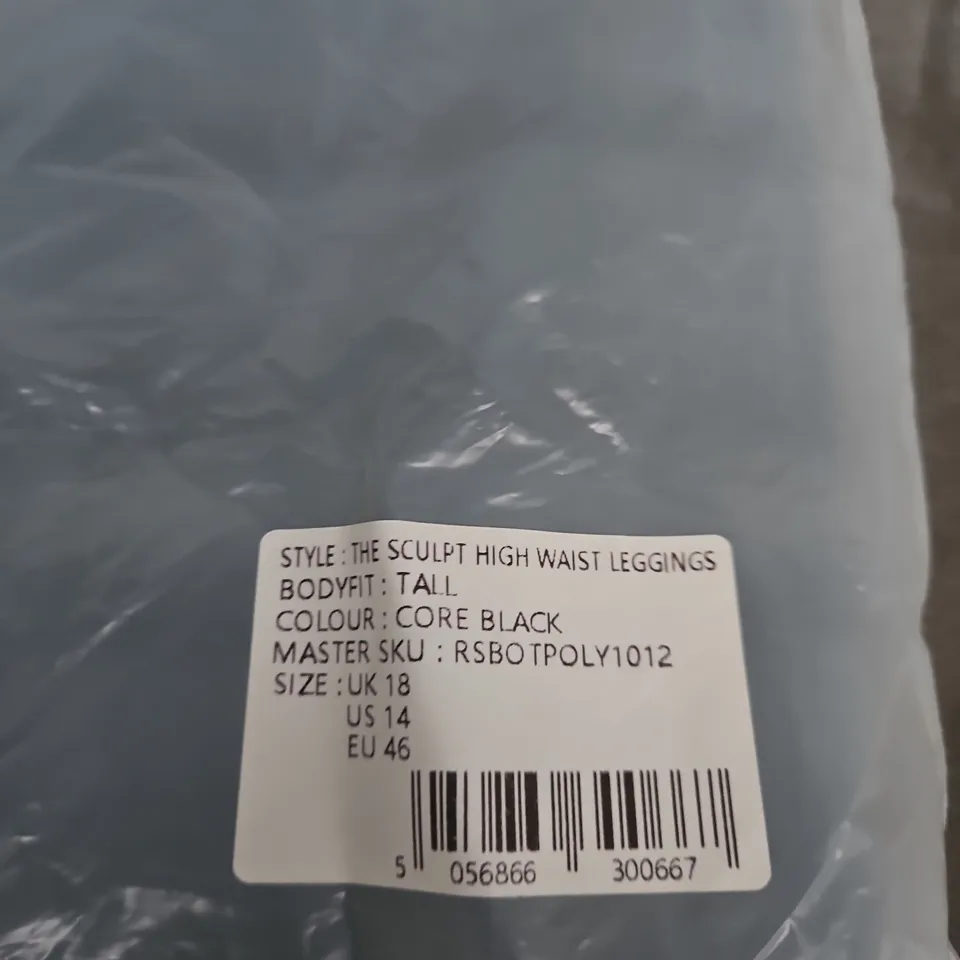 STYLE : THE SCULPT HIGH WAIST LEGGINGS
BODYFIT : TALL
COLOUR : CORE BLACK
MASTER SKU : RSBOTPOLY1012
SIZE : UK 18
US 14
EU 46
5 056866 300667